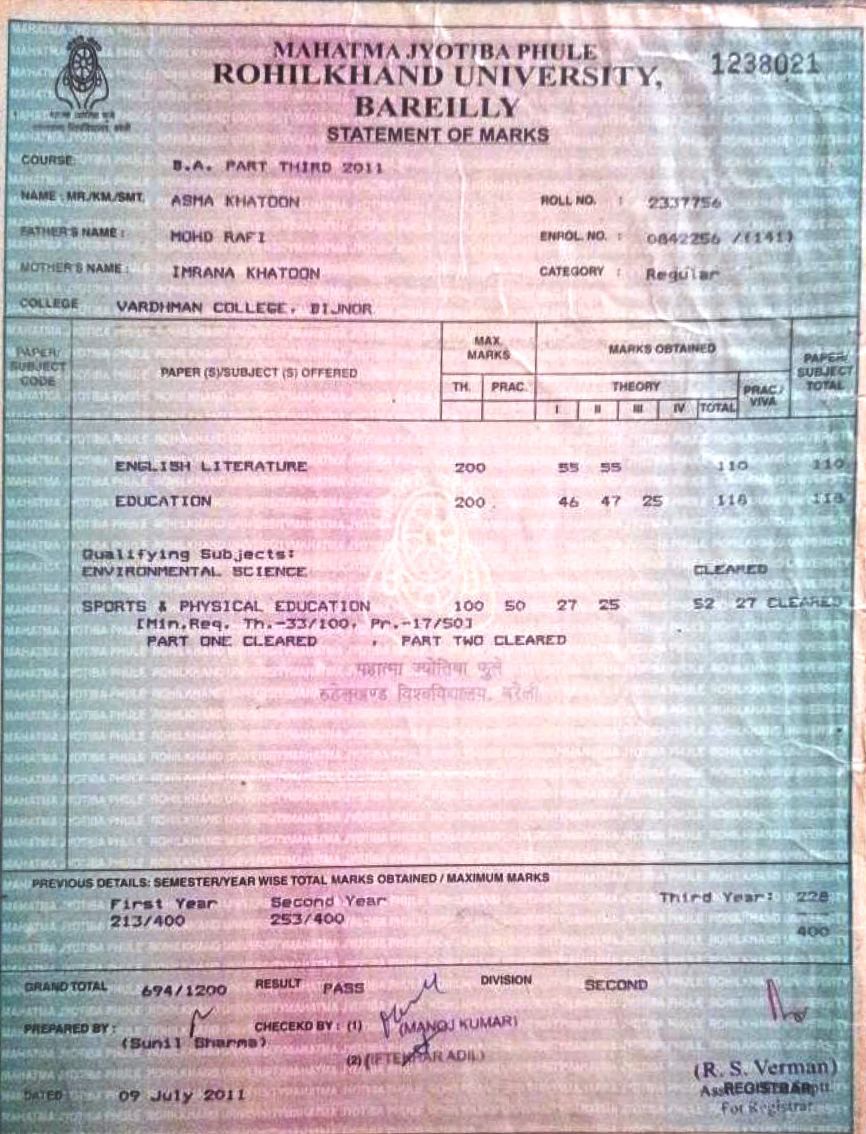 MAHATMA JYOTIBA PHULE
ROHILKHAND UNIVERSITY,
BAREILLY
1238021
STATEMENT OF MARKS
COURSE: B.A. PART THIRD 2011
NAME : MR./KM./SMT. ASMA KHATOON ROLL NO. : 2337756
FATHER'S NAME : MOHD RAFI ENROL. NO. : 0842256 /(141)
MOTHER'S NAME : IMRANA KHATOON CATEGORY : Regular
COLLEGE VARDHMAN COLLEGE, BIJNOR
PAPER/ SUBJECT CODE PAPER (S)/SUBJECT (S) OFFERED MAX. MARKS MARKS OBTAINED PAPER/ SUBJECT TOTAL
TH. PRAC. THEORY PRAC./ VIVA
I II III IV TOTAL
ENGLISH LITERATURE 200 55 55 110 110
EDUCATION 200 46 47 25 118 118
Qualifying Subjects:
ENVIRONMENTAL SCIENCE CLEARED
SPORTS & PHYSICAL EDUCATION 100 50 27 25 52 27 CLEARED
[Min.Req. Th.-33/100, Pr.-17/50]
PART ONE CLEARED , PART TWO CLEARED
महात्मा ज्योतिबा फुले
रुहेलखण्ड विश्वविद्यालय, बरेली
PREVIOUS DETAILS: SEMESTER/YEAR WISE TOTAL MARKS OBTAINED / MAXIMUM MARKS
First Year Second Year Third Year: 228
213/400 253/400 400
GRAND TOTAL 694/1200 RESULT PASS DIVISION SECOND
PREPARED BY : CHECEKD BY : (1) (MANOJ KUMAR)
(Sunil Sharma)
(2) (IFTEKHAR ADIL)
(R. S. Verman)
REGISTRAR
For Registrar
DATED 09 July 2011